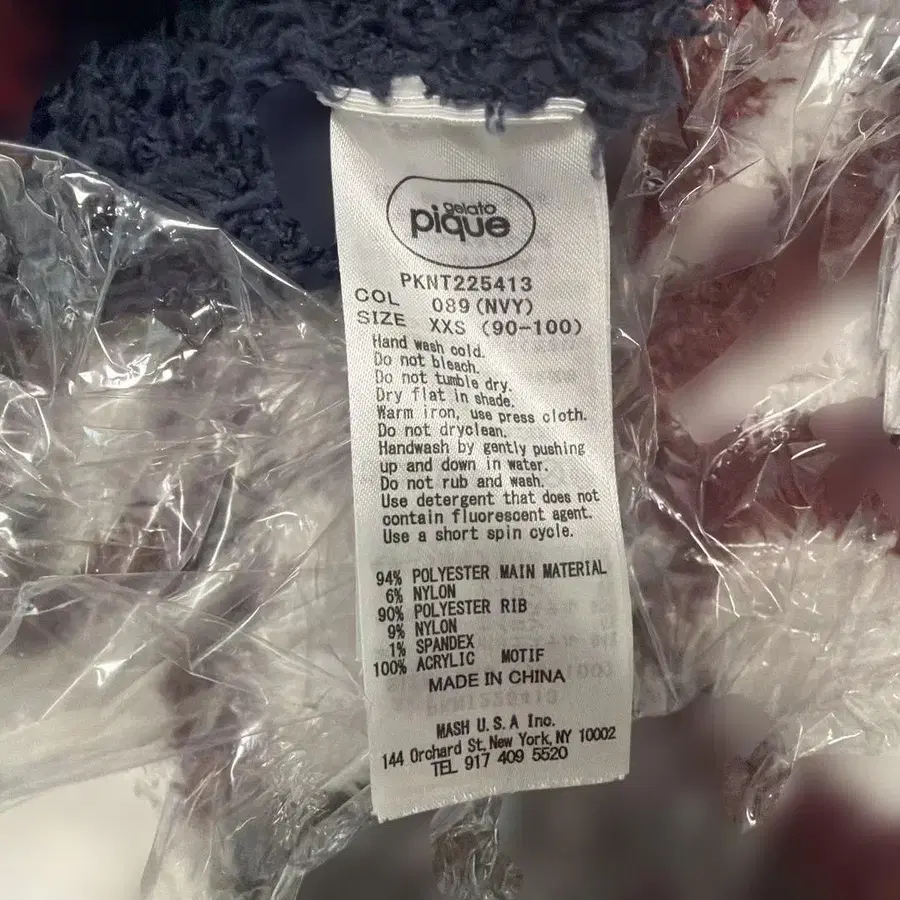 gelato
pique
PKNT225413
COL 089 (NVY)
SIZE XXS (90-100)
Hand wash cold.
Do not bleach.
Do not tumble dry.
Dry flat in shade.
Warm iron, use press cloth.
Do not dryclean.
Handwash by gently pushing
up and down in water.
Do not rub and wash.
Use detergent that does not
contain fluorescent agent.
Use a short spin cycle.
94% POLYESTER MAIN MATERIAL
6% NYLON
90% POLYESTER RIB
9% NYLON
1% SPANDEX
100% ACRYLIC MOTIF
MADE IN CHINA
MASH U.S.A Inc.
144 Orchard St, New York, NY 10002
TEL 917 409 5520